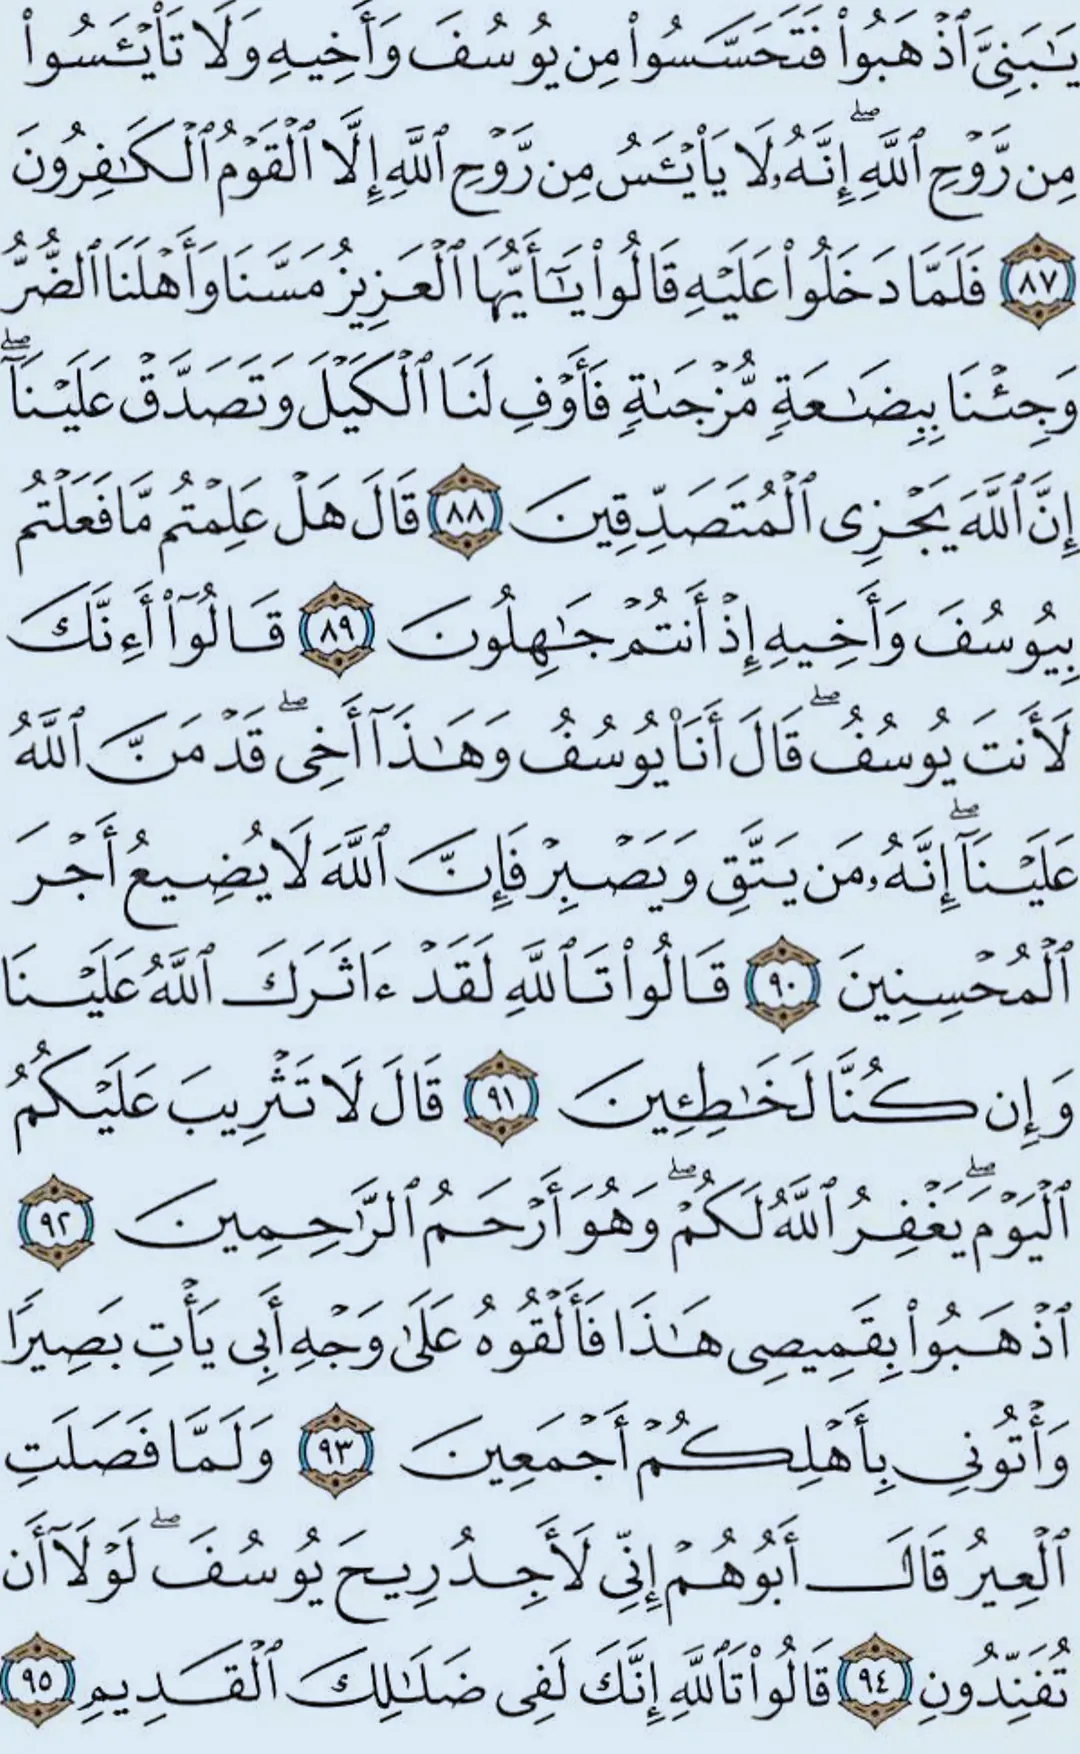 يَـٰبَنِىَّ ٱذْهَبُوا۟ فَتَحَسَّسُوا۟ مِن يُوسُفَ وَأَخِيهِ وَلَا تَا۟يْـَٔسُوا۟
مِن رَّوْحِ ٱللَّهِ ۖ إِنَّهُۥ لَا يَا۟يْـَٔسُ مِن رَّوْحِ ٱللَّهِ إِلَّا ٱلْقَوْمُ ٱلْكَـٰفِرُونَ
٨٧ فَلَمَّا دَخَلُوا۟ عَلَيْهِ قَالُوا۟ يَـٰٓأَيُّهَا ٱلْعَزِيزُ مَسَّنَا وَأَهْلَنَا ٱلضُّرُّ
وَجِئْنَا بِبِضَـٰعَةٍ مُّزْجَىٰةٍ فَأَوْفِ لَنَا ٱلْكَيْلَ وَتَصَدَّقْ عَلَيْنَآ ۖ
إِنَّ ٱللَّهَ يَجْزِى ٱلْمُتَصَدِّقِينَ ٨٨ قَالَ هَلْ عَلِمْتُم مَّا فَعَلْتُم
بِيُوسُفَ وَأَخِيهِ إِذْ أَنتُمْ جَـٰهِلُونَ ٨٩ قَالُوٓا۟ أَءِنَّكَ
لَأَنتَ يُوسُفُ ۖ قَالَ أَنَا۠ يُوسُفُ وَهَـٰذَآ أَخِى ۖ قَدْ مَنَّ ٱللَّهُ
عَلَيْنَآ ۖ إِنَّهُۥ مَن يَتَّقِ وَيَصْبِرْ فَإِنَّ ٱللَّهَ لَا يُضِيعُ أَجْرَ
ٱلْمُحْسِنِينَ ٩٠ قَالُوا۟ تَٱللَّهِ لَقَدْ ءَاثَرَكَ ٱللَّهُ عَلَيْنَا
وَإِن كُنَّا لَخَـٰطِـِٔينَ ٩١ قَالَ لَا تَثْرِيبَ عَلَيْكُمُ
ٱلْيَوْمَ ۖ يَغْفِرُ ٱللَّهُ لَكُمْ ۖ وَهُوَ أَرْحَمُ ٱلرَّٰحِمِينَ ٩٢
ٱذْهَبُوا۟ بِقَمِيصِى هَـٰذَا فَأَلْقُوهُ عَلَىٰ وَجْهِ أَبِى يَأْتِ بَصِيرًا
وَأْتُونِى بِأَهْلِكُمْ أَجْمَعِينَ ٩٣ وَلَمَّا فَصَلَتِ
ٱلْعِيرُ قَالَ أَبُوهُمْ إِنِّى لَأَجِدُ رِيحَ يُوسُفَ ۖ لَوْلَآ أَن
تُفَنِّدُونِ ٩٤ قَالُوا۟ تَٱللَّهِ إِنَّكَ لَفِى ضَلَـٰلِكَ ٱلْقَدِيمِ ٩٥